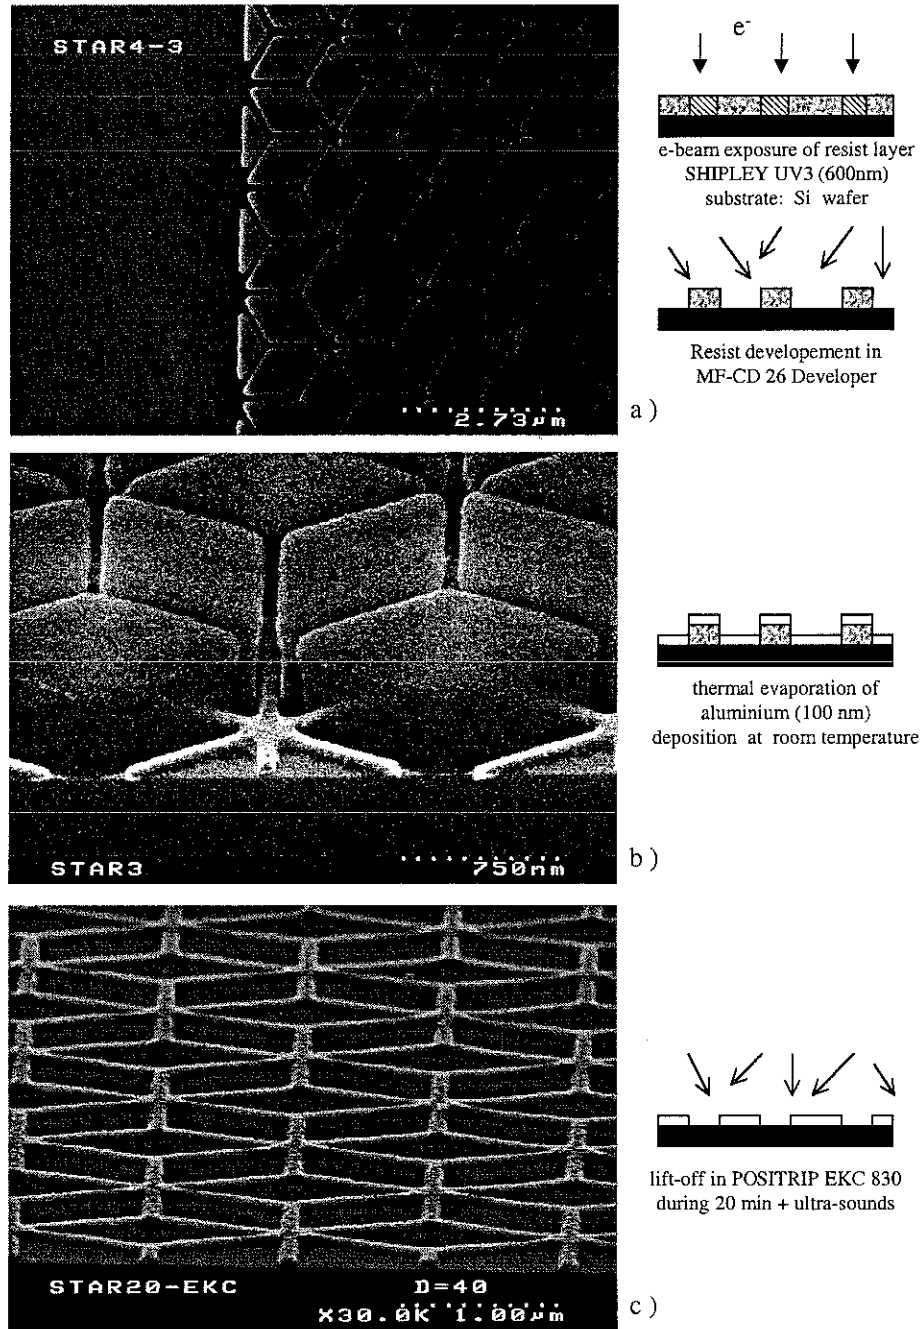 STAR4-3
2.73µm
e-
e-beam exposure of resist layer
SHIPLEY UV3 (600nm)
substrate: Si wafer
Resist developement in
MF-CD 26 Developer
a )
STAR3
750nm
thermal evaporation of
aluminium (100 nm)
deposition at room temperature
b )
STAR20-EKC D=40
X30.0K 1.00µm
lift-off in POSITRIP EKC 830
during 20 min + ultra-sounds
c )